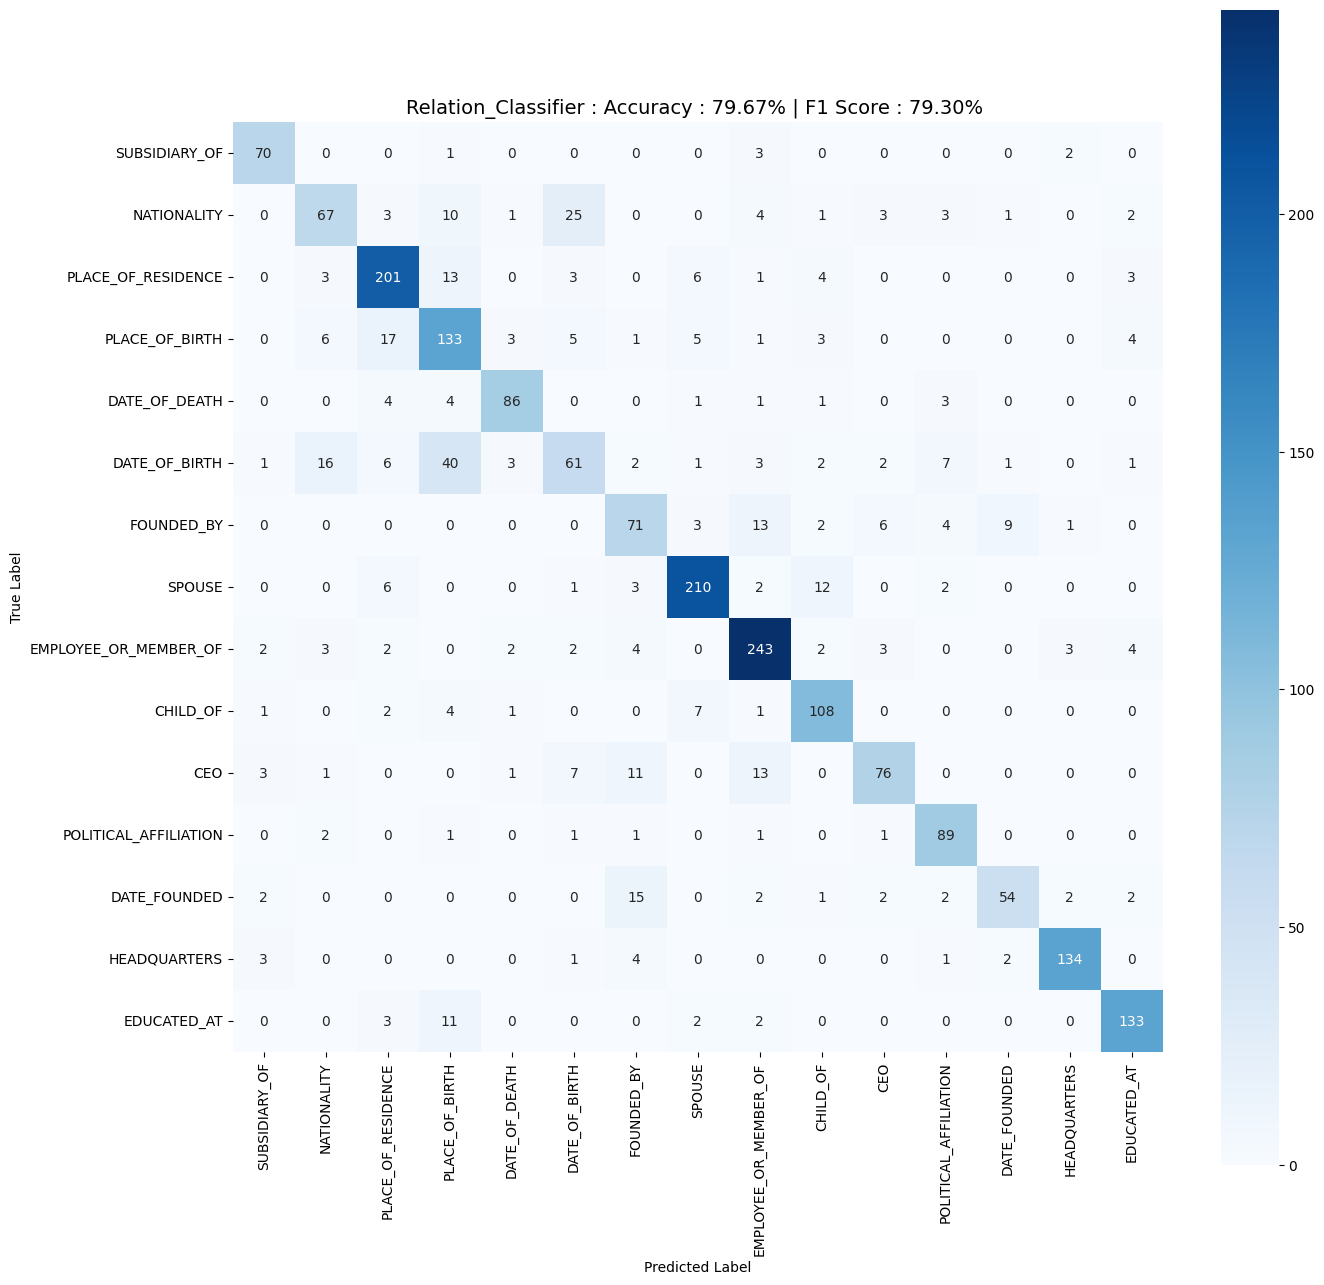 Relation_Classifier : Accuracy : 79.67% | F1 Score : 79.30%
True Label
SUBSIDIARY_OF 70 0 0 1 0 0 0 0 3 0 0 0 0 2 0
NATIONALITY 0 67 3 10 1 25 0 0 4 1 3 3 1 0 2
PLACE_OF_RESIDENCE 0 3 201 13 0 3 0 6 1 4 0 0 0 0 3
PLACE_OF_BIRTH 0 6 17 133 3 5 1 5 1 3 0 0 0 0 4
DATE_OF_DEATH 0 0 4 4 86 0 0 1 1 1 0 3 0 0 0
DATE_OF_BIRTH 1 16 6 40 3 61 2 1 3 2 2 7 1 0 1
FOUNDED_BY 0 0 0 0 0 0 71 3 13 2 6 4 9 1 0
SPOUSE 0 0 6 0 0 1 3 210 2 12 0 2 0 0 0
EMPLOYEE_OR_MEMBER_OF 2 3 2 0 2 2 4 0 243 2 3 0 0 3 4
CHILD_OF 1 0 2 4 1 0 0 7 1 108 0 0 0 0 0
CEO 3 1 0 0 1 7 11 0 13 0 76 0 0 0 0
POLITICAL_AFFILIATION 0 2 0 1 0 1 1 0 1 0 1 89 0 0 0
DATE_FOUNDED 2 0 0 0 0 0 15 0 2 1 2 2 54 2 2
HEADQUARTERS 3 0 0 0 0 1 4 0 0 0 0 1 2 134 0
EDUCATED_AT 0 0 3 11 0 0 0 2 2 0 0 0 0 0 133
SUBSIDIARY_OF
NATIONALITY
PLACE_OF_RESIDENCE
PLACE_OF_BIRTH
DATE_OF_DEATH
DATE_OF_BIRTH
FOUNDED_BY
SPOUSE
EMPLOYEE_OR_MEMBER_OF
CHILD_OF
CEO
POLITICAL_AFFILIATION
DATE_FOUNDED
HEADQUARTERS
EDUCATED_AT
Predicted Label
200
150
100
50
0